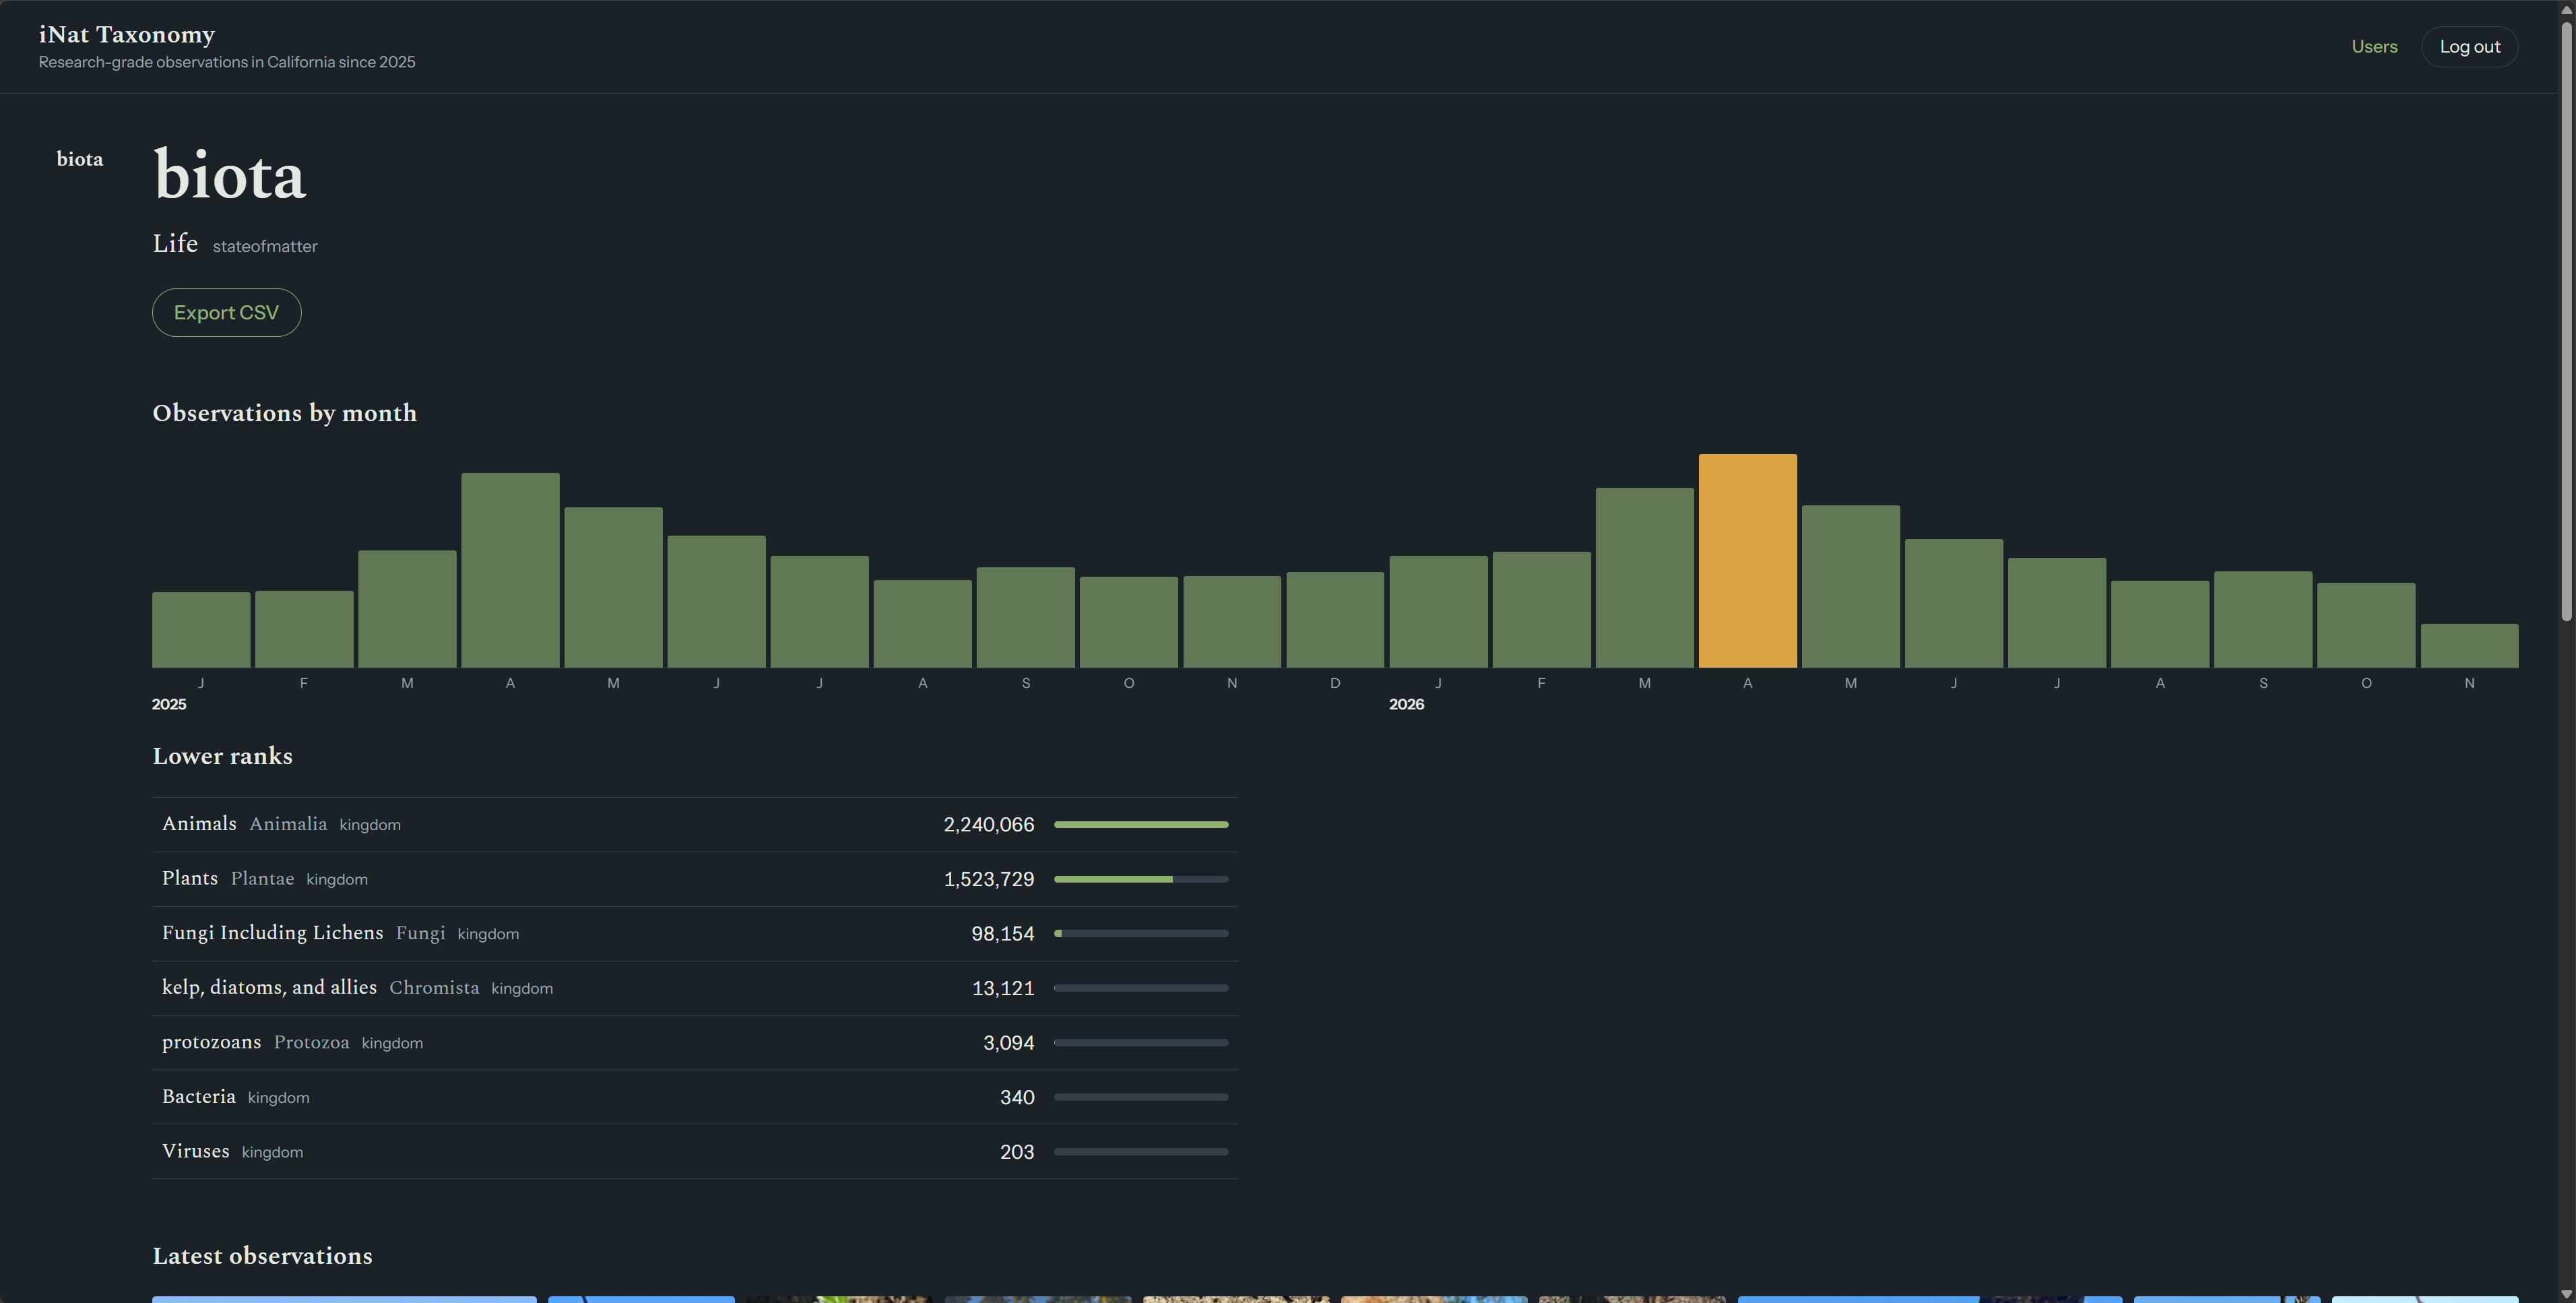 iNat Taxonomy
Research-grade observations in California since 2025
Users Log out
biota
biota
Life stateofmatter
Export CSV
Observations by month
J F M A M J J A S O N D J F M A M J J A S O N
2025 2026
Lower ranks
Animals Animalia kingdom 2,240,066
Plants Plantae kingdom 1,523,729
Fungi Including Lichens Fungi kingdom 98,154
kelp, diatoms, and allies Chromista kingdom 13,121
protozoans Protozoa kingdom 3,094
Bacteria kingdom 340
Viruses kingdom 203
Latest observations